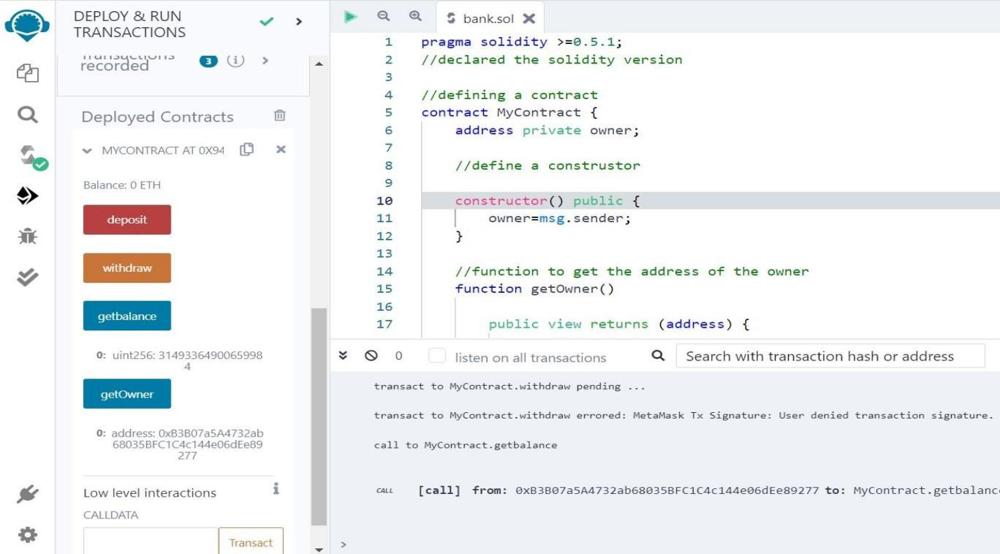 DEPLOY & RUN
TRANSACTIONS
Transactions
recorded 3 i
Deployed Contracts
MYCONTRACT AT 0X94
Balance: 0 ETH
deposit
withdraw
getbalance
0: uint256: 3149336490065998
4
getOwner
0: address: 0xB3B07a5A4732ab
68035BFC1C4c144e06dEe89
277
Low level interactions i
CALLDATA
Transact
bank.sol
1 pragma solidity >=0.5.1;
2 //declared the solidity version
3
4 //defining a contract
5 contract MyContract {
6 address private owner;
7
8 //define a construstor
9
10 constructor() public {
11 owner=msg.sender;
12 }
13
14 //function to get the address of the owner
15 function getOwner()
16
17 public view returns (address) {
0 listen on all transactions Search with transaction hash or address
transact to MyContract.withdraw pending ...
transact to MyContract.withdraw errored: MetaMask Tx Signature: User denied transaction signature.
call to MyContract.getbalance
CALL [call] from: 0xB3B07a5A4732ab68035BFC1C4c144e06dEe89277 to: MyContract.getbalanc
>